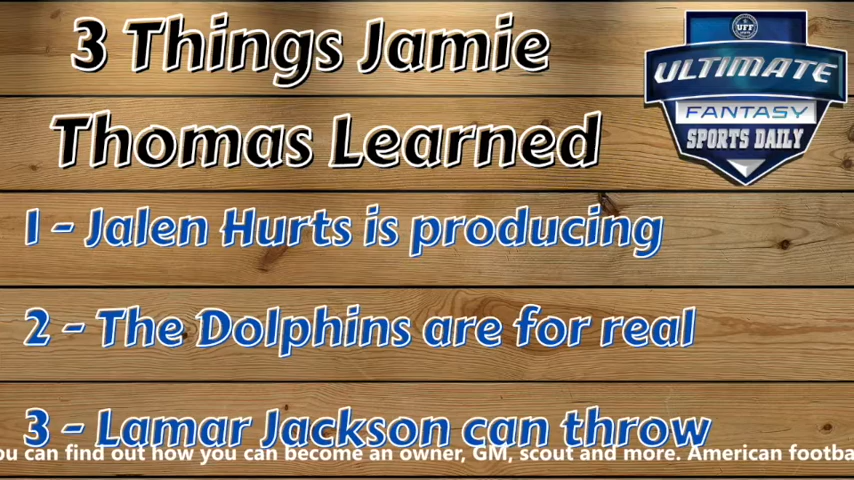 3 Things Jamie
Thomas Learned
UFF
ULTIMATE
FANTASY
SPORTS DAILY
1 - Jalen Hurts is producing
2 - The Dolphins are for real
3 - Lamar Jackson can throw
ou can find out how you can become an owner, GM, scout and more. American footba